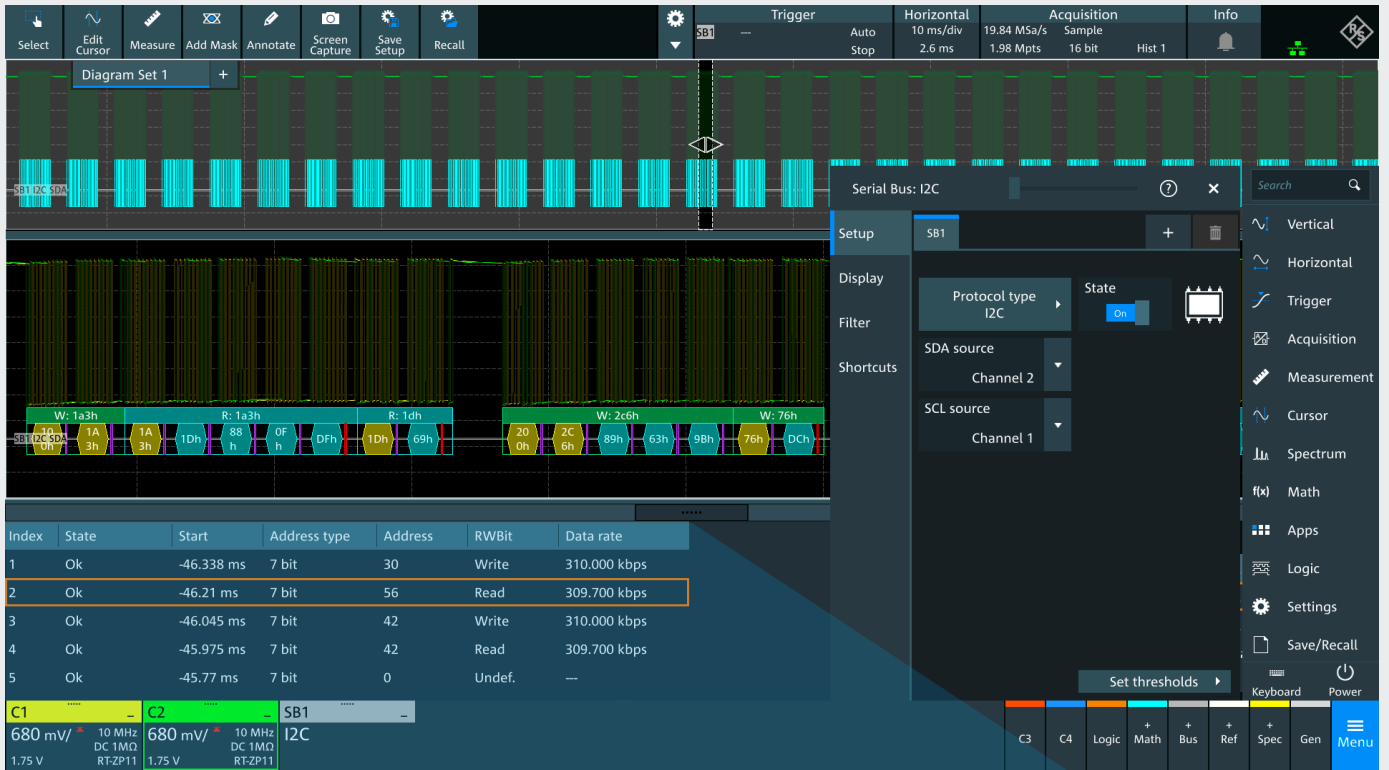 Select
Edit
Cursor
Measure
Add Mask
Annotate
Screen
Capture
Save
Setup
Recall
SB1
---
Trigger
Auto
Stop
Horizontal
10 ms/div
2.6 ms
Acquisition
19.84 MSa/s Sample
1.98 Mpts 16 bit Hist 1
Info
R&S
Diagram Set 1 +
SB1 I2C SDA
W: 1a3h R: 1a3h R: 1dh W: 2c6h W: 76h
SB1 I2C SDA
10
0h
1A
3h
1A
3h
1Dh
88
h
0F
h
DFh
1Dh
69h
20
0h
2C
6h
89h
63h
9Bh
76h
DCh
Index State Start Address type Address RWBit Data rate
1 Ok -46.338 ms 7 bit 30 Write 310.000 kbps
2 Ok -46.21 ms 7 bit 56 Read 309.700 kbps
3 Ok -46.045 ms 7 bit 42 Write 310.000 kbps
4 Ok -45.975 ms 7 bit 42 Read 309.700 kbps
5 Ok -45.77 ms 7 bit 0 Undef. ---
Serial Bus: I2C ?
Setup
Display
Filter
Shortcuts
SB1 +
Protocol type
I2C
State
On
SDA source
Channel 2
SCL source
Channel 1
Set thresholds
Search
Vertical
Horizontal
Trigger
Acquisition
Measurement
Cursor
Spectrum
f(x) Math
Apps
Logic
Settings
Save/Recall
Keyboard Power
C1
680 mV/ 10 MHz
DC 1MΩ
1.75 V RT-ZP11
C2
680 mV/ 10 MHz
DC 1MΩ
1.75 V RT-ZP11
SB1
I2C
C3
C4
Logic
+
Math
+
Bus
+
Ref
+
Spec
Gen
Menu